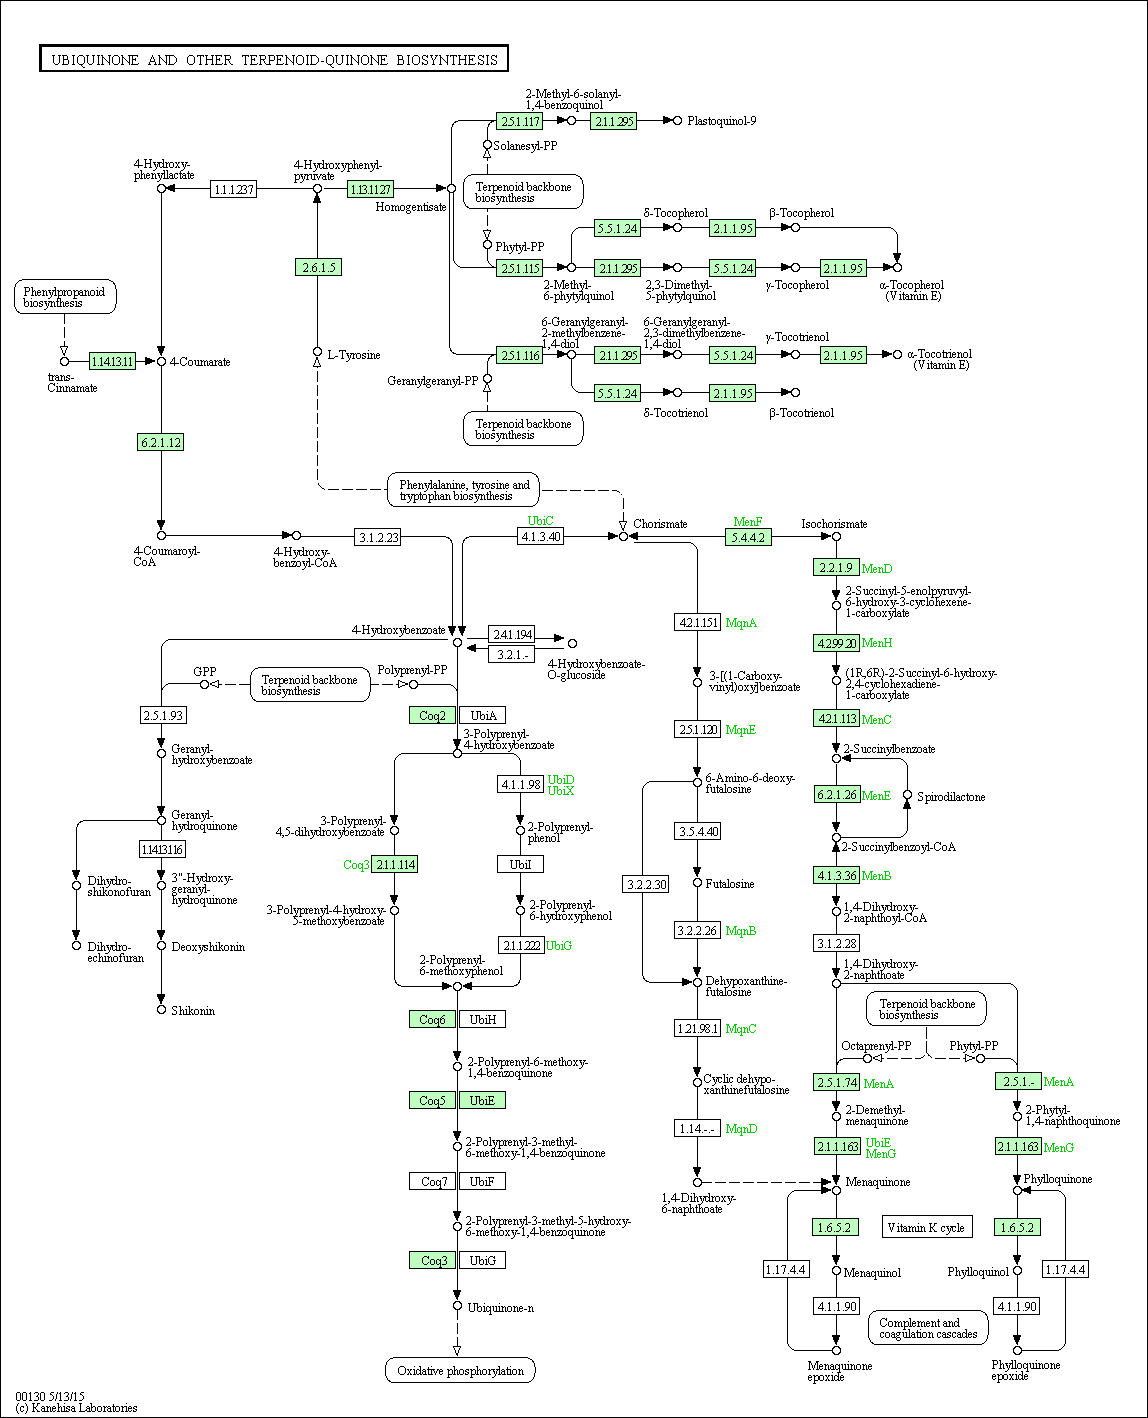 UBIQUINONE AND OTHER TERPENOID-QUINONE BIOSYNTHESIS
2-Methyl-6-solanyl-
1,4-benzoquinol
2.5.1.117
2.1.1.295
Plastoquinol-9
Solanesyl-PP
4-Hydroxy-
phenyllactate
1.1.1.237
4-Hydroxyphenyl-
pyruvate
1.13.11.27
Homogentisate
Terpenoid backbone
biosynthesis
Phytyl-PP
2.5.1.115
2-Methyl-
6-phytylquinol
5.5.1.24
δ-Tocopherol
2.1.1.95
β-Tocopherol
2.1.1.295
2,3-Dimethyl-
5-phytylquinol
5.5.1.24
γ-Tocopherol
2.1.1.95
α-Tocopherol
(Vitamin E)
2.6.1.5
Phenylpropanoid
biosynthesis
trans-
Cinnamate
1.14.13.11
4-Coumarate
L-Tyrosine
6-Geranylgeranyl-
2-methylbenzene-
1,4-diol
6-Geranylgeranyl-
2,3-dimethylbenzene-
1,4-diol
γ-Tocotrienol
2.5.1.116
2.1.1.295
5.5.1.24
2.1.1.95
α-Tocotrienol
(Vitamin E)
Geranylgeranyl-PP
5.5.1.24
2.1.1.95
δ-Tocotrienol
β-Tocotrienol
Terpenoid backbone
biosynthesis
6.2.1.12
Phenylalanine, tyrosine and
tryptophan biosynthesis
4-Coumaroyl-
CoA
4-Hydroxy-
benzoyl-CoA
3.1.2.23
UbiC
4.1.3.40
Chorismate
MenF
5.4.4.2
Isochorismate
2.2.1.9
MenD
2-Succinyl-5-enolpyruvyl-
6-hydroxy-3-cyclohexene-
1-carboxylate
4.2.1.151
MqnA
4-Hydroxybenzoate
2.4.1.194
3.2.1.-
4-Hydroxybenzoate-
O-glucoside
4.2.99.20
MenH
GPP
Terpenoid backbone
biosynthesis
Polyprenyl-PP
3-[(1-Carboxy-
vinyl)oxy]benzoate
(1R,6R)-2-Succinyl-6-hydroxy-
2,4-cyclohexadiene-
1-carboxylate
2.5.1.93
Coq2
UbiA
2.5.1.120
MqnE
4.2.1.113
MenC
Geranyl-
hydroxybenzoate
3-Polyprenyl-
4-hydroxybenzoate
2-Succinylbenzoate
4.1.1.98
UbiD
UbiX
6-Amino-6-deoxy-
futalosine
6.2.1.26
MenE
Spirodilactone
Geranyl-
hydroquinone
3-Polyprenyl-
4,5-dihydroxybenzoate
2-Polyprenyl-
phenol
3.5.4.40
2-Succinylbenzoyl-CoA
1.14.13.116
Coq3
2.1.1.114
UbiI
3.2.2.30
Futalosine
4.1.3.36
MenB
Dihydro-
shikonofuran
3"-Hydroxy-
geranyl-
hydroquinone
3-Polyprenyl-4-hydroxy-
5-methoxybenzoate
2-Polyprenyl-
6-hydroxyphenol
1,4-Dihydroxy-
2-naphthoyl-CoA
3.2.2.26
MqnB
3.1.2.28
Dihydro-
echinofuran
Deoxyshikonin
2.1.1.222
UbiG
2-Polyprenyl-
6-methoxyphenol
Dehypoxanthine-
futalosine
1,4-Dihydroxy-
2-naphthoate
Shikonin
Coq6
UbiH
1.21.98.1
MqnC
Terpenoid backbone
biosynthesis
Octaprenyl-PP
Phytyl-PP
2-Polyprenyl-6-methoxy-
1,4-benzoquinone
Cyclic dehypo-
xanthinefutalosine
2.5.1.74
MenA
2.5.1.-
MenA
Coq5
UbiE
2-Demethyl-
menaquinone
2-Phytyl-
1,4-naphthoquinone
1.14.-.-
MqnD
2-Polyprenyl-3-methyl-
6-methoxy-1,4-benzoquinone
2.1.1.163
UbiE
MenG
2.1.1.163
MenG
Coq7
UbiF
1,4-Dihydroxy-
6-naphthoate
Menaquinone
Phylloquinone
2-Polyprenyl-3-methyl-5-hydroxy-
6-methoxy-1,4-benzoquinone
1.6.5.2
Vitamin K cycle
1.6.5.2
Coq3
UbiG
1.17.4.4
Menaquinol
Phylloquinol
1.17.4.4
Ubiquinone-n
4.1.1.90
4.1.1.90
Complement and
coagulation cascades
Oxidative phosphorylation
Menaquinone
epoxide
Phylloquinone
epoxide
00130 5/13/15
(c) Kanehisa Laboratories